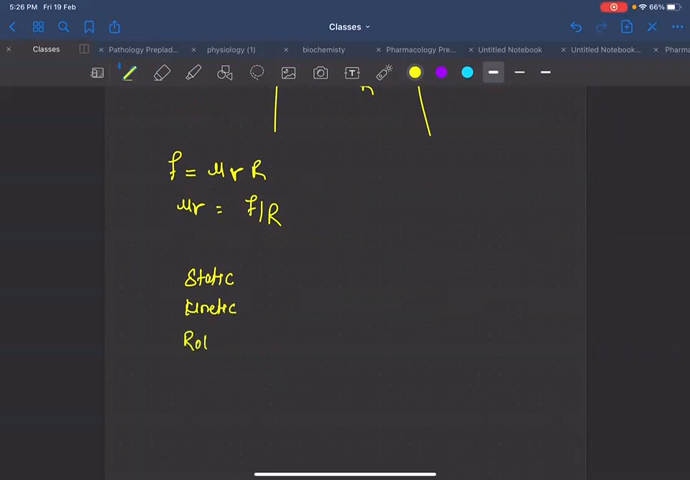 5:26 PM Fri 19 Feb
66%
Classes
Classes
Pathology Preplad...
physiology (1)
biochemisty
Pharmacology Pre...
Untitled Notebook
Untitled Notebook...
Pharma
R
f = μr R
μr = f/R
Static
Kinetic
Rol